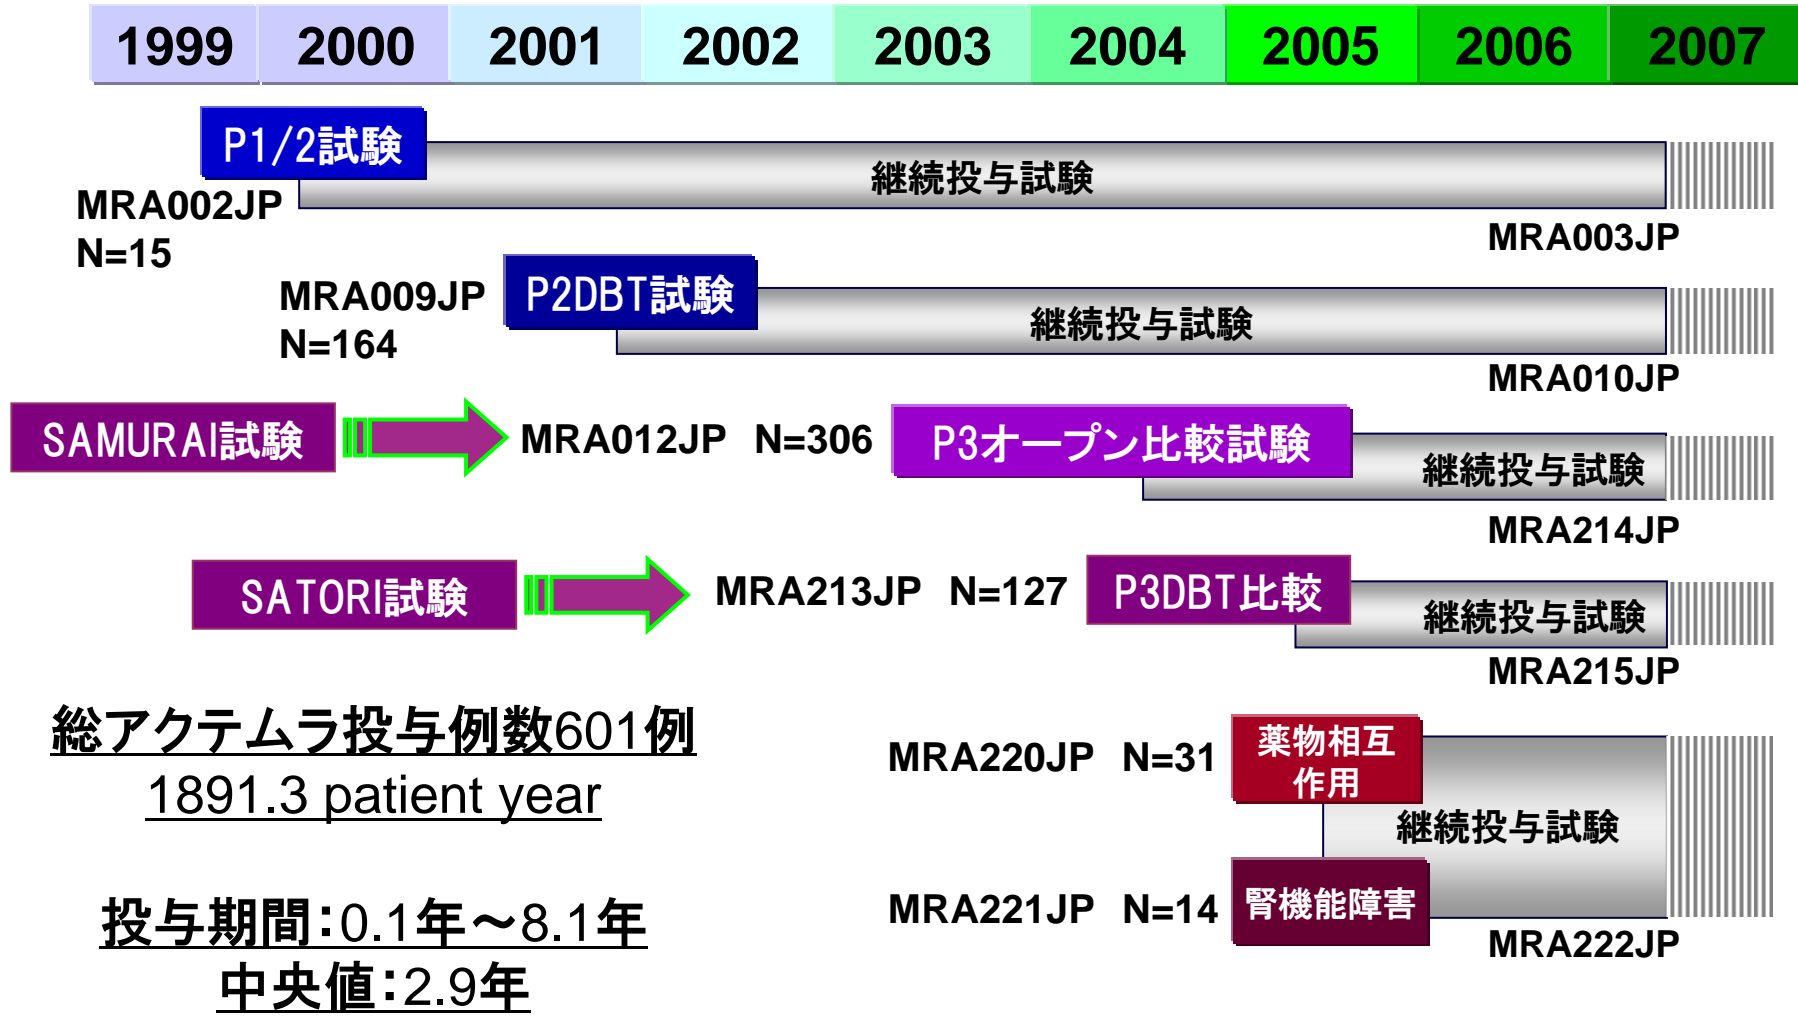 1999 2000 2001 2002 2003 2004 2005 2006 2007
P1/2試験
継続投与試験
MRA002JP
N=15
MRA003JP
MRA009JP
N=164
P2DBT試験
継続投与試験
MRA010JP
SAMURAI試験
MRA012JP N=306
P3オープン比較試験
継続投与試験
MRA214JP
SATORI試験
MRA213JP N=127
P3DBT比較
継続投与試験
MRA215JP
総アクテムラ投与例数601例
1891.3 patient year
投与期間：0.1年～8.1年
中央値：2.9年
MRA220JP N=31
薬物相互
作用
継続投与試験
MRA221JP N=14
腎機能障害
MRA222JP